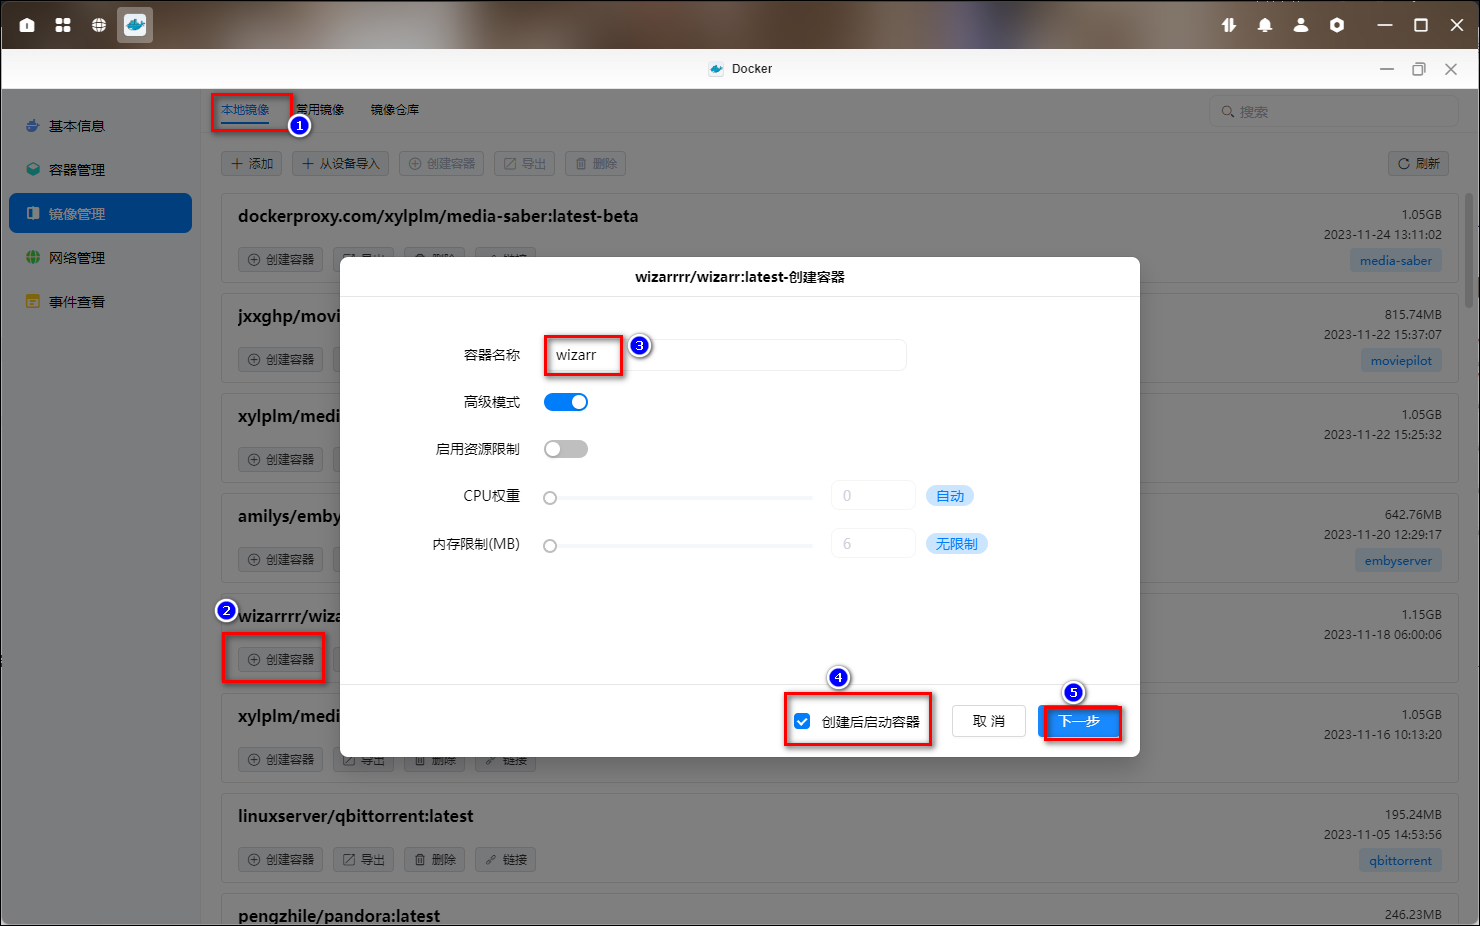 Docker
基本信息
容器管理
镜像管理
网络管理
事件查看
本地镜像 常用镜像 镜像仓库
1
搜索
添加 从设备导入 创建容器 导出 删除 刷新
dockerproxy.com/xylplm/media-saber:latest-beta
1.05GB
2023-11-24 13:11:02
创建容器 导出 删除 链接
media-saber
jxxghp/movi
815.74MB
2023-11-22 15:37:07
创建容器
moviepilot
xylplm/medi
1.05GB
2023-11-22 15:25:32
创建容器
amilys/emby
642.76MB
2023-11-20 12:29:17
创建容器
embyserver
2
wizarrrr/wiza
1.15GB
2023-11-18 06:00:06
创建容器
xylplm/medi
1.05GB
2023-11-16 10:13:20
创建容器 导出 删除 链接
linuxserver/qbittorrent:latest
195.24MB
2023-11-05 14:53:56
创建容器 导出 删除 链接
qbittorrent
pengzhile/pandora:latest
246.23MB
wizarrrr/wizarr:latest-创建容器
容器名称 wizarr
3
高级模式
启用资源限制
CPU权重 0 自动
内存限制(MB) 6 无限制
4
5
创建后启动容器 取 消 下一步